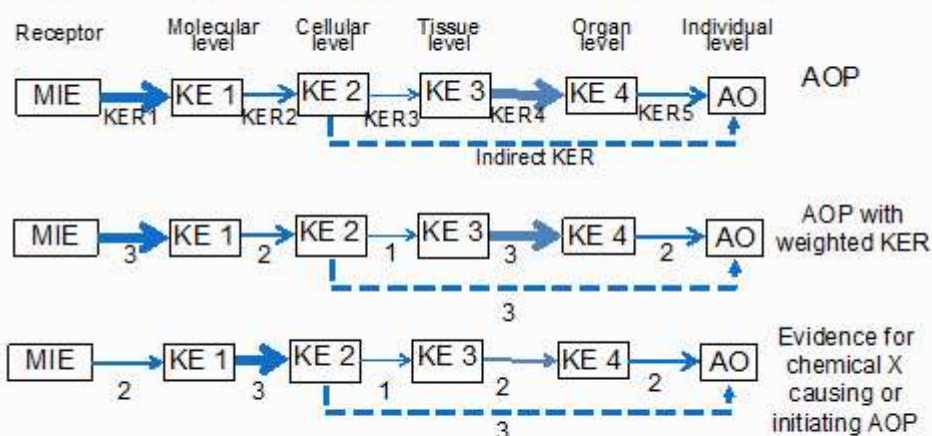 Receptor
Molecular
level
Cellular
level
Tissue
level
Organ
level
Individual
level
MIE KE 1 KE 2 KE 3 KE 4 AO AOP
KER1 KER2 KER3 KER4 KER5
Indirect KER
MIE KE 1 KE 2 KE 3 KE 4 AO
3 2 1 3 2
3
AOP with
weighted KER
MIE KE 1 KE 2 KE 3 KE 4 AO
2 3 1 2 2
3
Evidence for
chemical X
causing or
initiating AOP